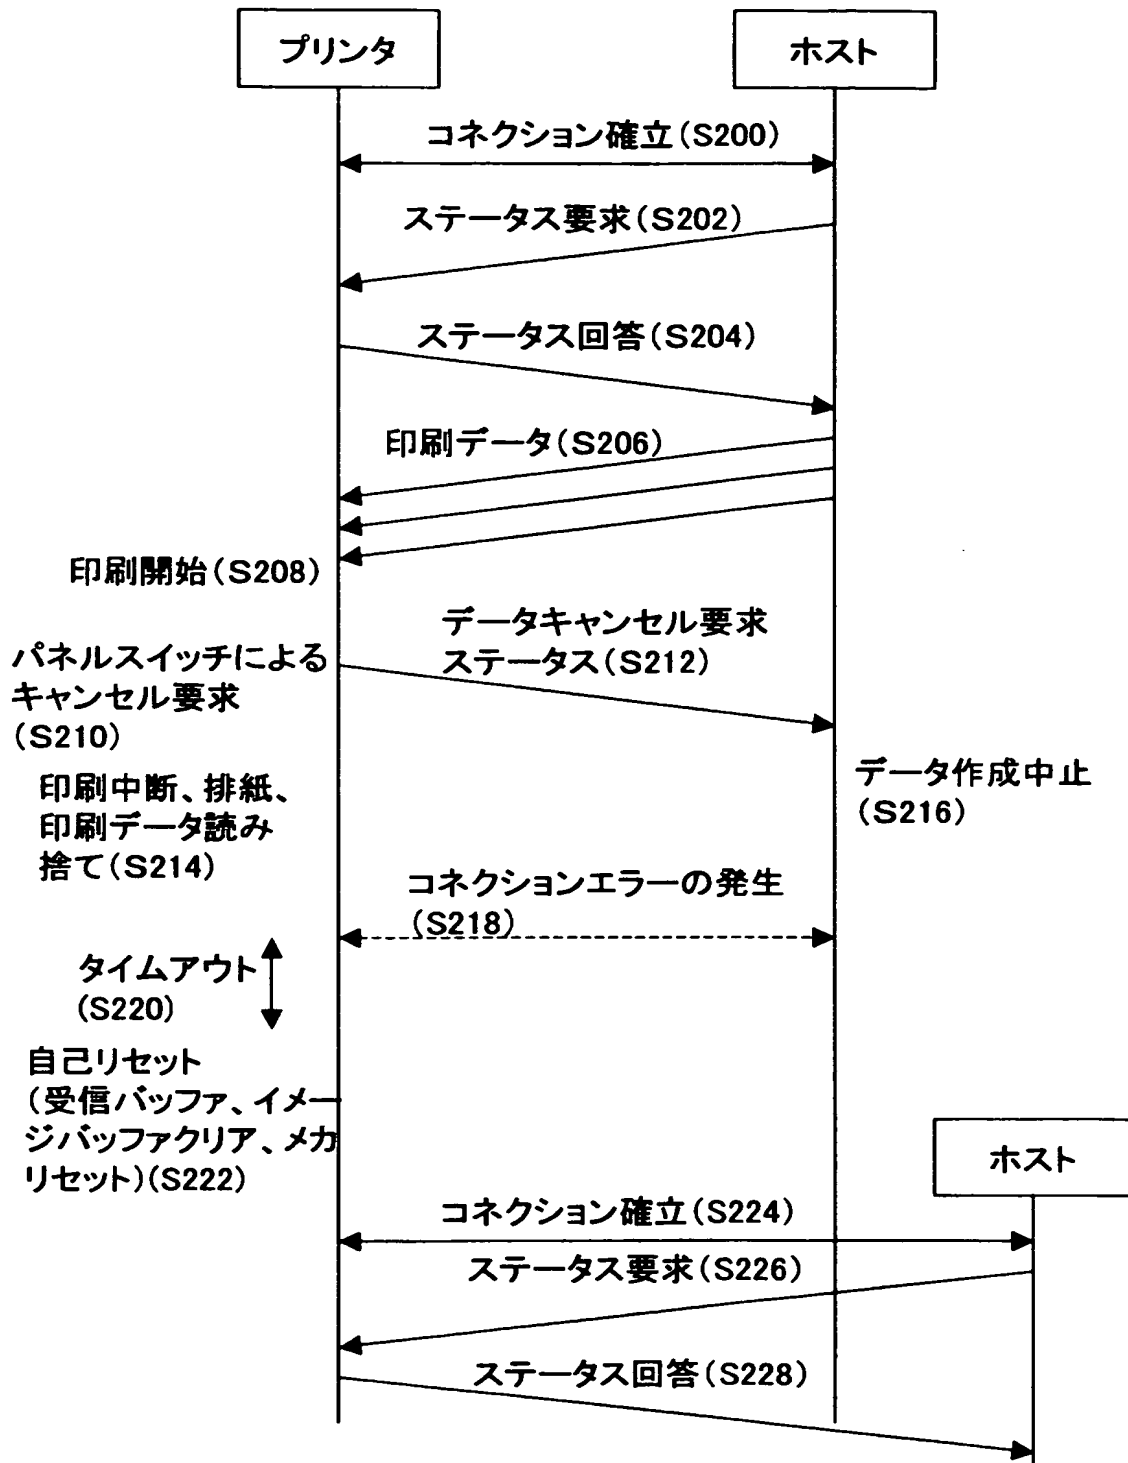 プリンタ
ホスト
コネクション確立(S200)
ステータス要求(S202)
ステータス回答(S204)
印刷データ(S206)
印刷開始(S208)
データキャンセル要求
ステータス(S212)
パネルスイッチによる
キャンセル要求
(S210)
データ作成中止
(S216)
印刷中断、排紙、
印刷データ読み
捨て(S214)
コネクションエラーの発生
(S218)
タイムアウト
(S220)
自己リセット
(受信バッファ、イメー
ジバッファクリア、メカ
リセット)(S222)
ホスト
コネクション確立(S224)
ステータス要求(S226)
ステータス回答(S228)